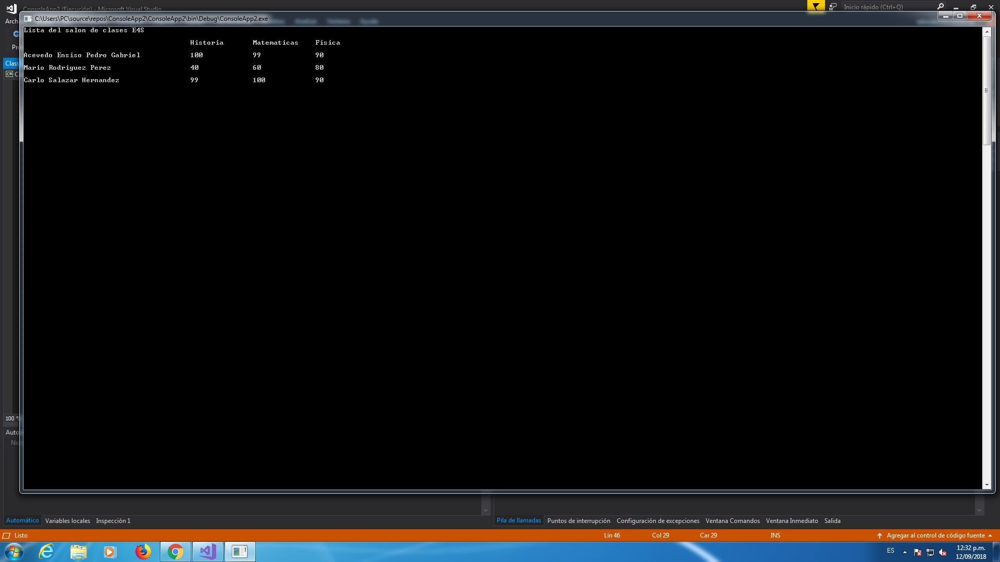 ConsoleApp2 (Ejecución) - Microsoft Visual Studio
Inicio rápido (Ctrl+Q)
C:\Users\PC\source\repos\ConsoleApp2\ConsoleApp2\bin\Debug\ConsoleApp2.exe
Arch
Ventana Ayuda
Lista del salon de clases E4S
Historia Matematicas Fisica
Pr
Acevedo Ensiso Pedro Gabriel 100 99 90
Clas
Mario Rodriguez Perez 40 60 80
C# C
Carlo Salazar Hernandez 99 100 90
100 %
Auto
No
Automático Variables locales Inspección 1
Pila de llamadas Puntos de interrupción Configuración de excepciones Ventana Comandos Ventana Inmediato Salida
Listo Lín 46 Col 29 Car 29 INS Agregar al control de código fuente
ES 12:32 p.m.
12/09/2018